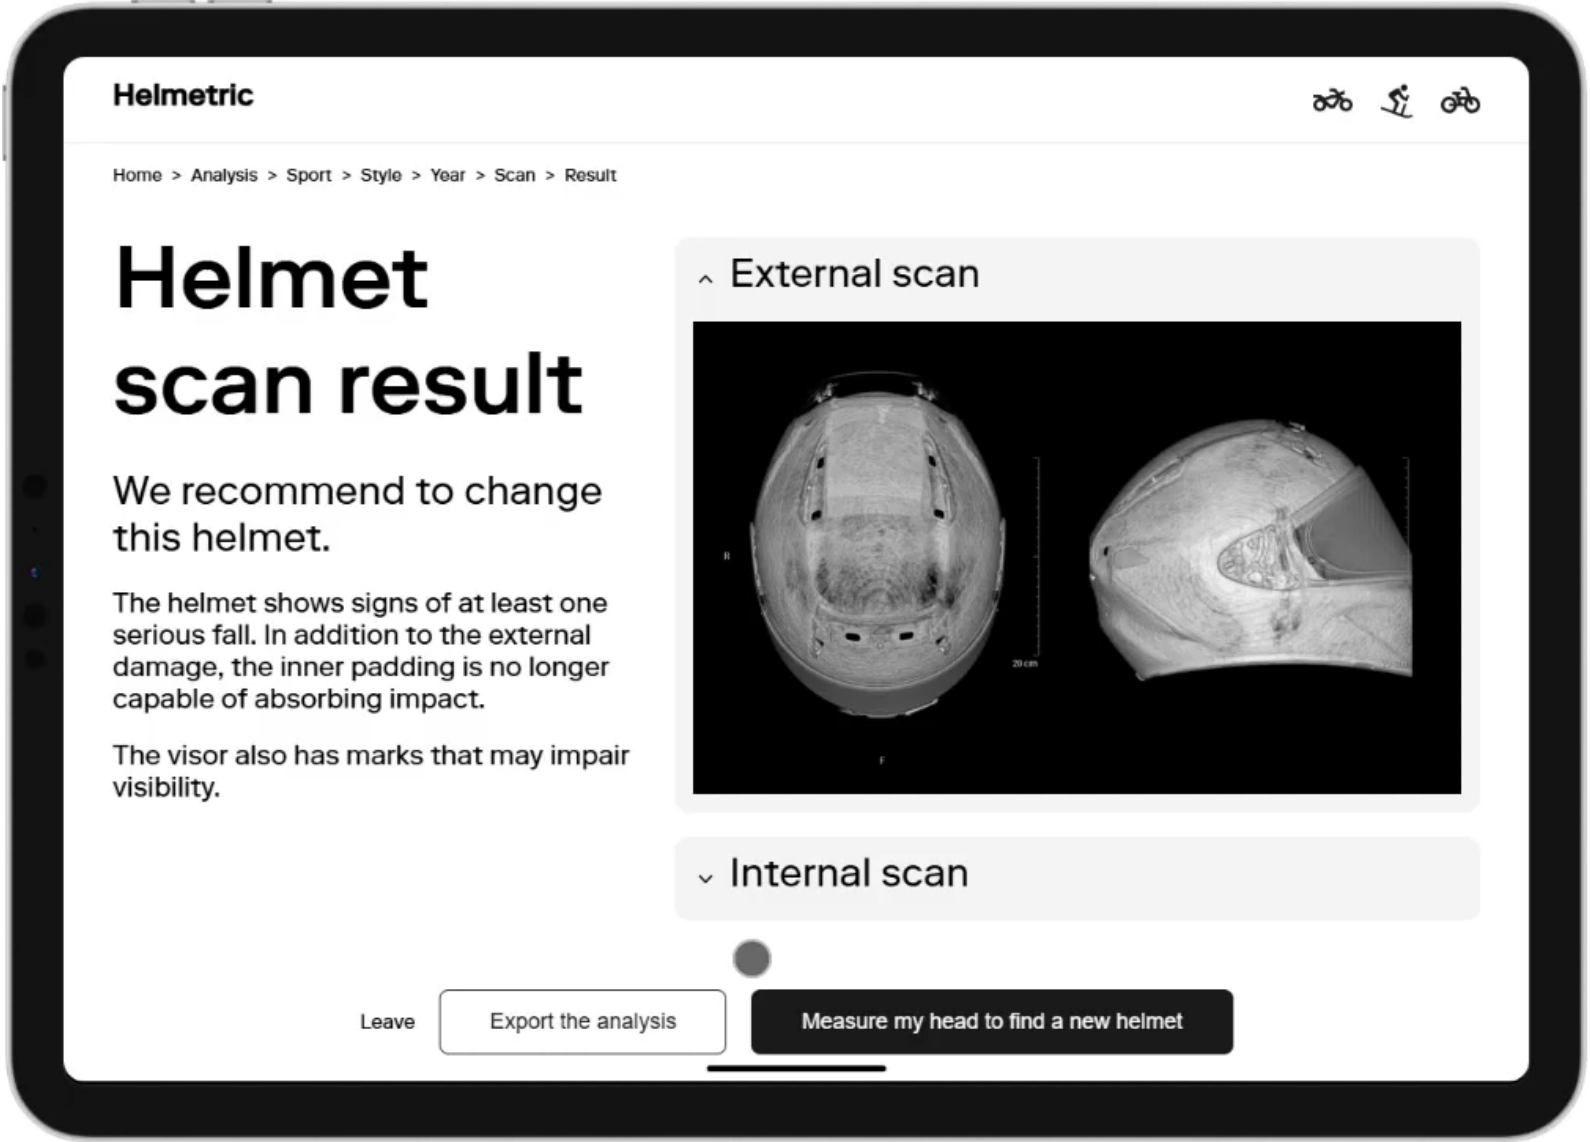 Helmetric
Home > Analysis > Sport > Style > Year > Scan > Result
Helmet
scan result
We recommend to change
this helmet.
The helmet shows signs of at least one
serious fall. In addition to the external
damage, the inner padding is no longer
capable of absorbing impact.
The visor also has marks that may impair
visibility.
External scan
R
20 cm
F
Internal scan
Leave
Export the analysis
Measure my head to find a new helmet